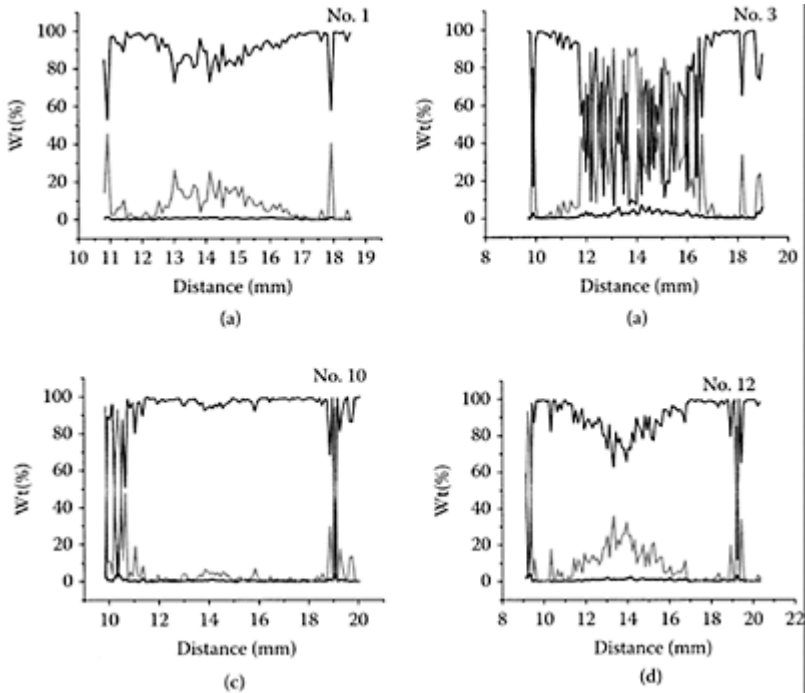 No. 1
100
80
60
40
20
0
Wt(%)
10 11 12 13 14 15 16 17 18 19
Distance (mm)
(a)
No. 3
100
80
60
40
20
0
Wt(%)
8 10 12 14 16 18 20
Distance (mm)
(a)
No. 10
100
80
60
40
20
0
Wt(%)
10 12 14 16 18 20
Distance (mm)
(c)
No. 12
100
80
60
40
20
0
Wt(%)
8 10 12 14 16 18 20 22
Distance (mm)
(d)